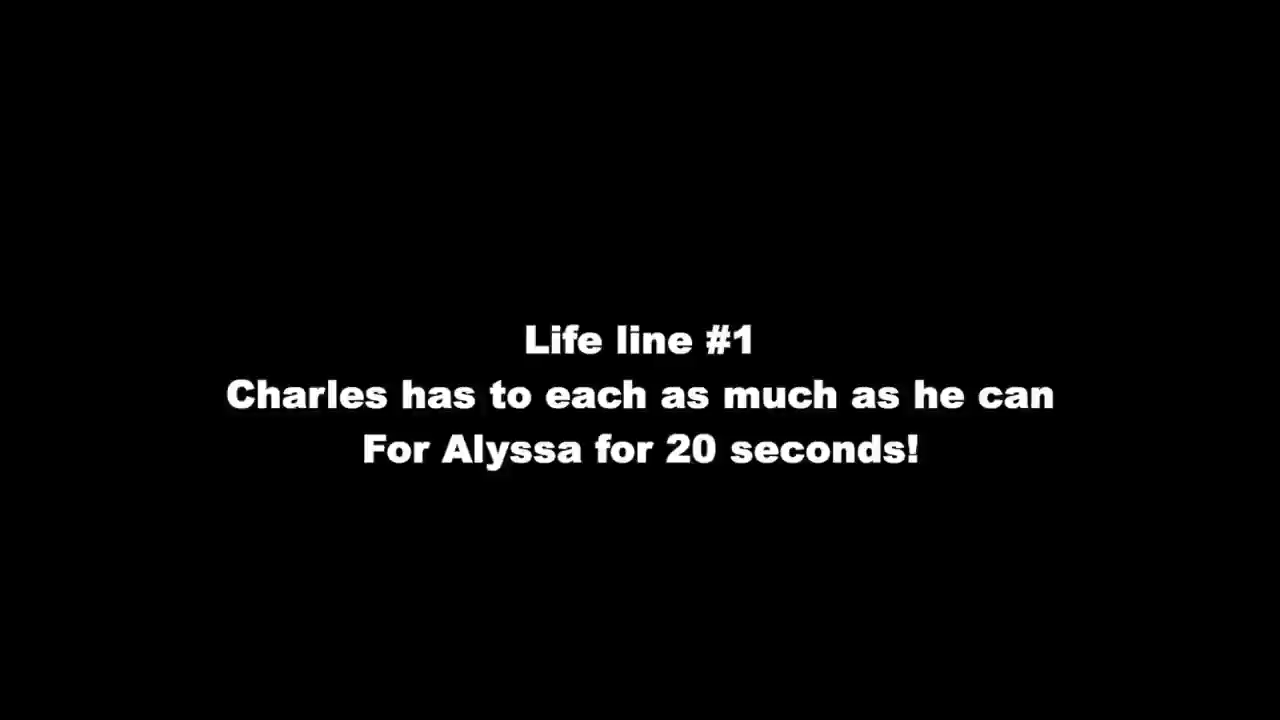 Life line #1
Charles has to each as much as he can
For Alyssa for 20 seconds!